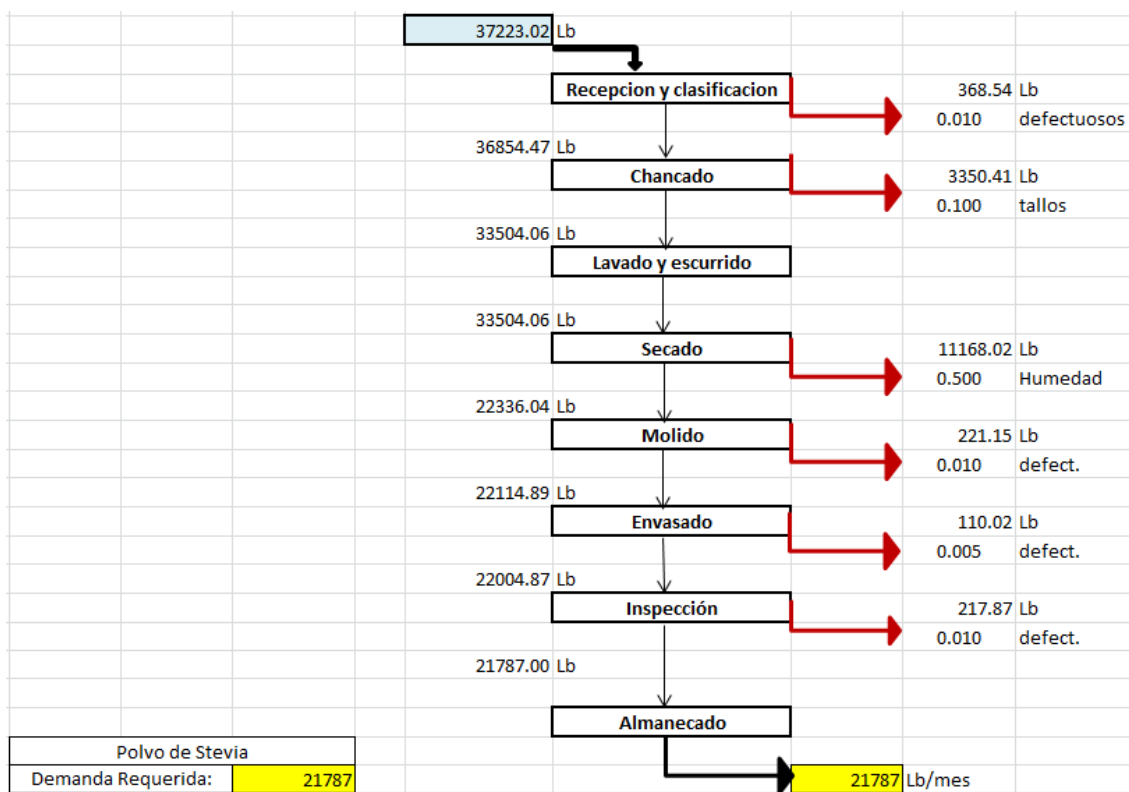 37223.02 Lb
Recepcion y clasificacion
368.54 Lb
0.010 defectuosos
36854.47 Lb
Chancado
3350.41 Lb
0.100 tallos
33504.06 Lb
Lavado y escurrido
33504.06 Lb
Secado
11168.02 Lb
0.500 Humedad
22336.04 Lb
Molido
221.15 Lb
0.010 defect.
22114.89 Lb
Envasado
110.02 Lb
0.005 defect.
22004.87 Lb
Inspección
217.87 Lb
0.010 defect.
21787.00 Lb
Almanecado
Polvo de Stevia
Demanda Requerida: 21787
21787 Lb/mes